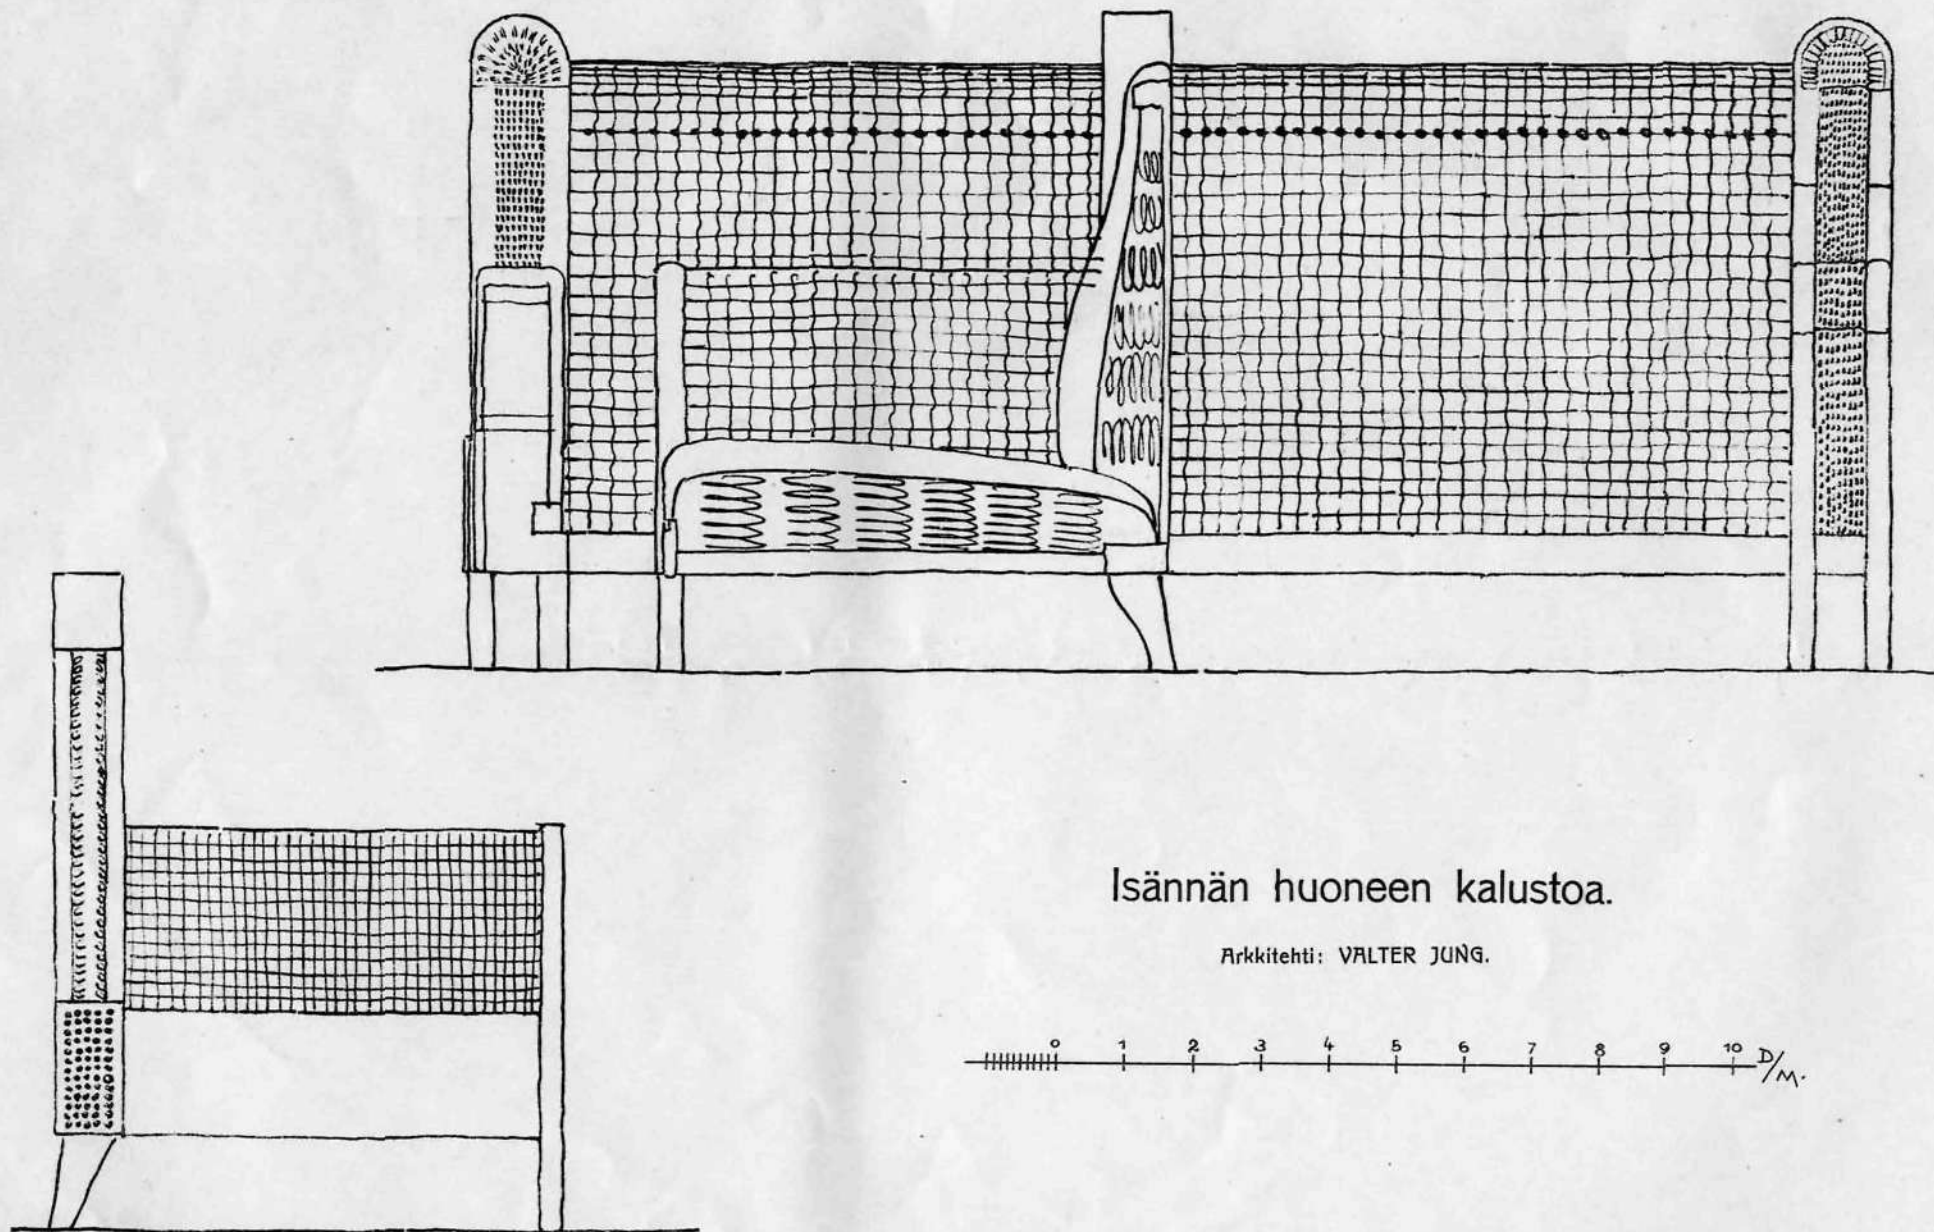 Isännän huoneen kalustoa.
Arkkitehti: VALTER JUNG.
0 1 2 3 4 5 6 7 8 9 10 D/M.